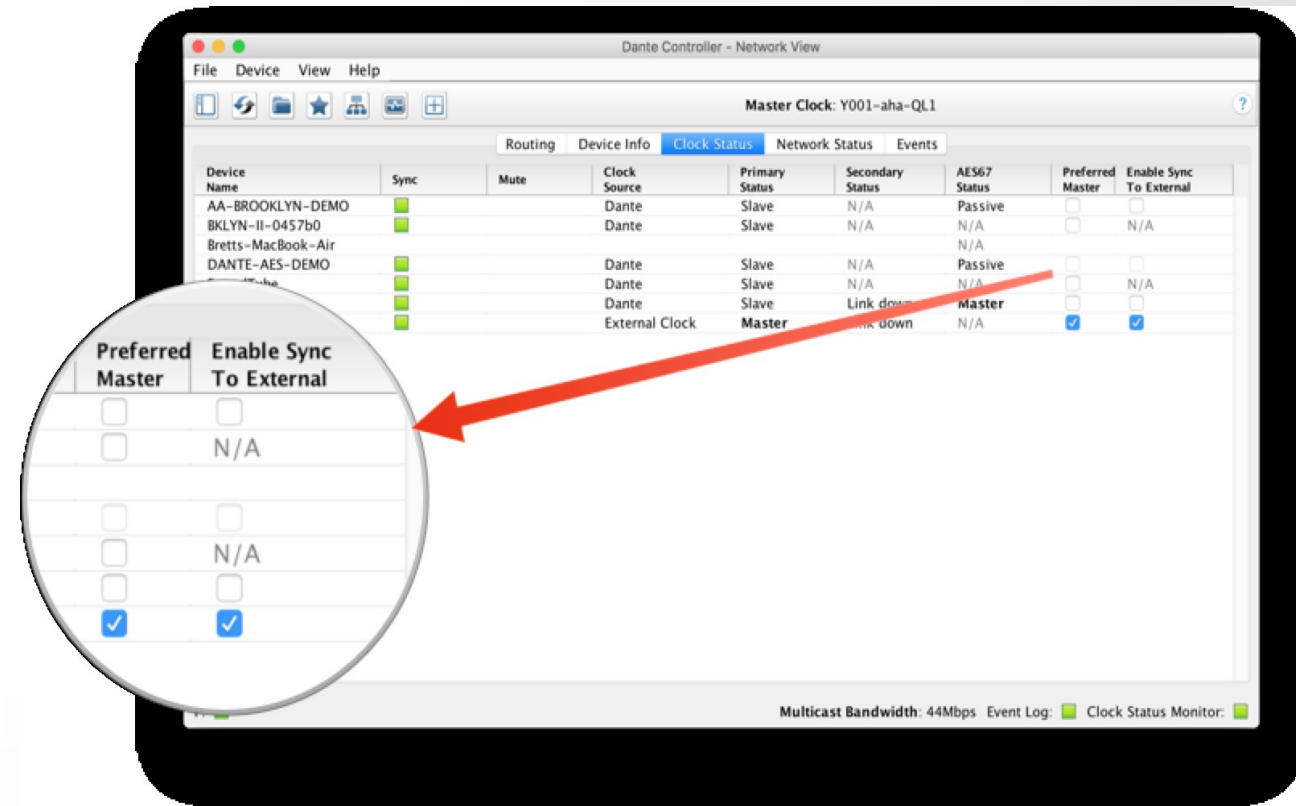 Dante Controller - Network View
File Device View Help
Master Clock: Y001-aha-QL1
?
Routing Device Info Clock Status Network Status Events
Device Name Sync Mute Clock Source Primary Status Secondary Status AES67 Status Preferred Master Enable Sync To External
AA-BROOKLYN-DEMO Dante Slave N/A Passive
BKLYN-II-0457b0 Dante Slave N/A N/A N/A
Bretts-MacBook-Air N/A
DANTE-AES-DEMO Dante Slave N/A Passive
Dante Slave N/A N/A N/A
Dante Slave Link down Master
External Clock Master down N/A
Preferred Master Enable Sync To External
N/A
N/A
Multicast Bandwidth: 44Mbps Event Log: Clock Status Monitor: